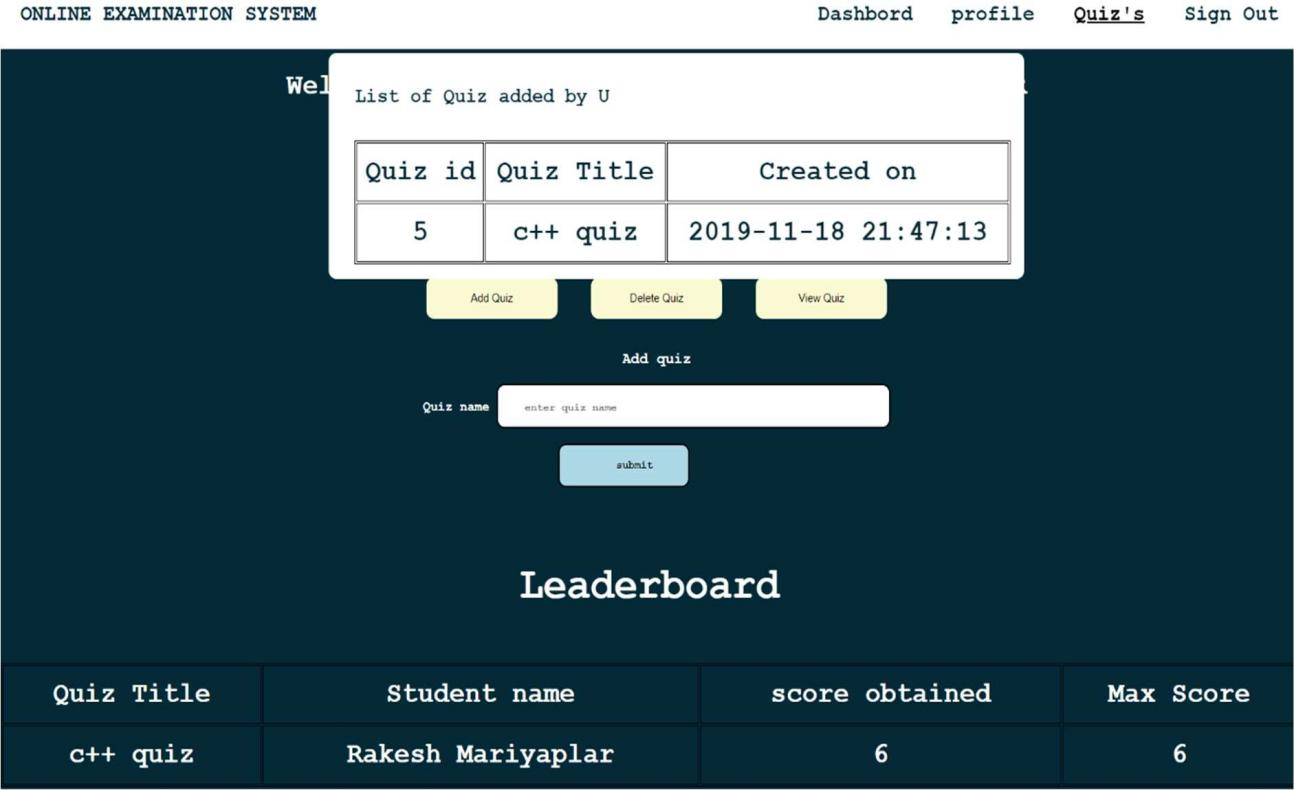 ONLINE EXAMINATION SYSTEM Dashbord profile Quiz's Sign Out
List of Quiz added by U
Quiz id Quiz Title Created on
5 c++ quiz 2019-11-18 21:47:13
Add Quiz Delete Quiz View Quiz
Add quiz
Quiz name enter quiz name
submit
Leaderboard
Quiz Title Student name score obtained Max Score
c++ quiz Rakesh Mariyaplar 6 6